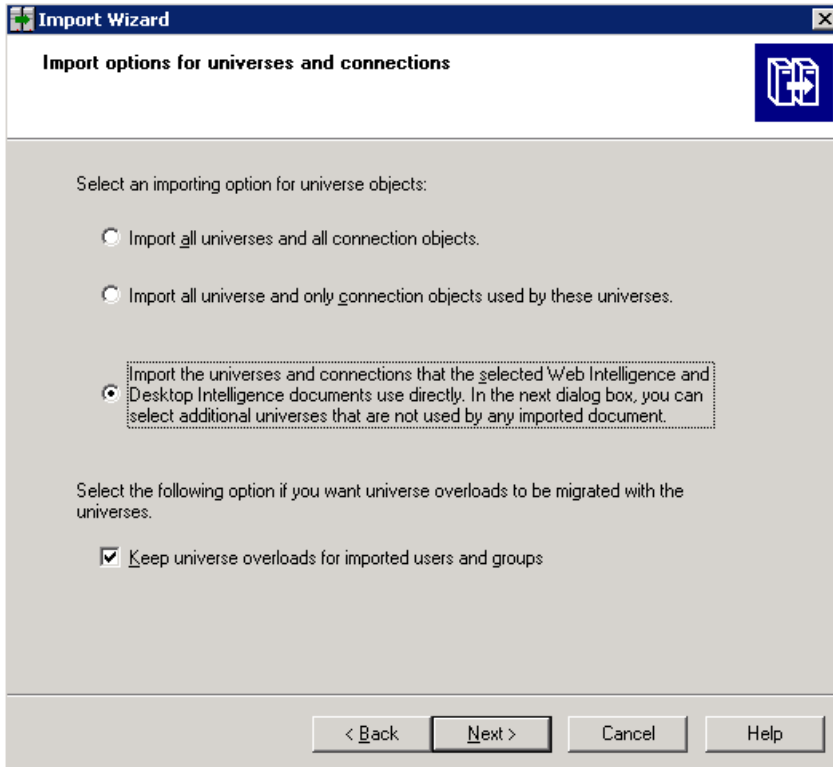 Import Wizard
Import options for universes and connections
Select an importing option for universe objects:
Import all universes and all connection objects.
Import all universe and only connection objects used by these universes.
Import the universes and connections that the selected Web Intelligence and
Desktop Intelligence documents use directly. In the next dialog box, you can
select additional universes that are not used by any imported document.
Select the following option if you want universe overloads to be migrated with the
universes.
Keep universe overloads for imported users and groups
< Back Next > Cancel Help